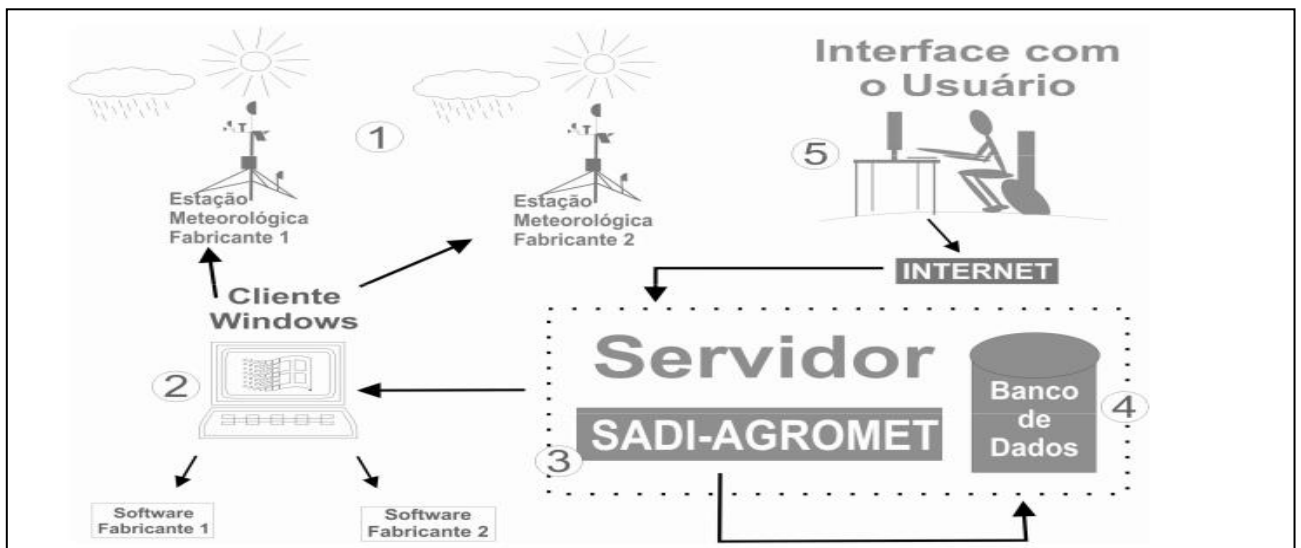 1
Estação
Meteorológica
Fabricante 1
Estação
Meteorológica
Fabricante 2
Interface com
o Usuário
5
INTERNET
Cliente
Windows
2
Servidor
SADI-AGROMET
3
Banco
de
Dados
4
Software
Fabricante 1
Software
Fabricante 2